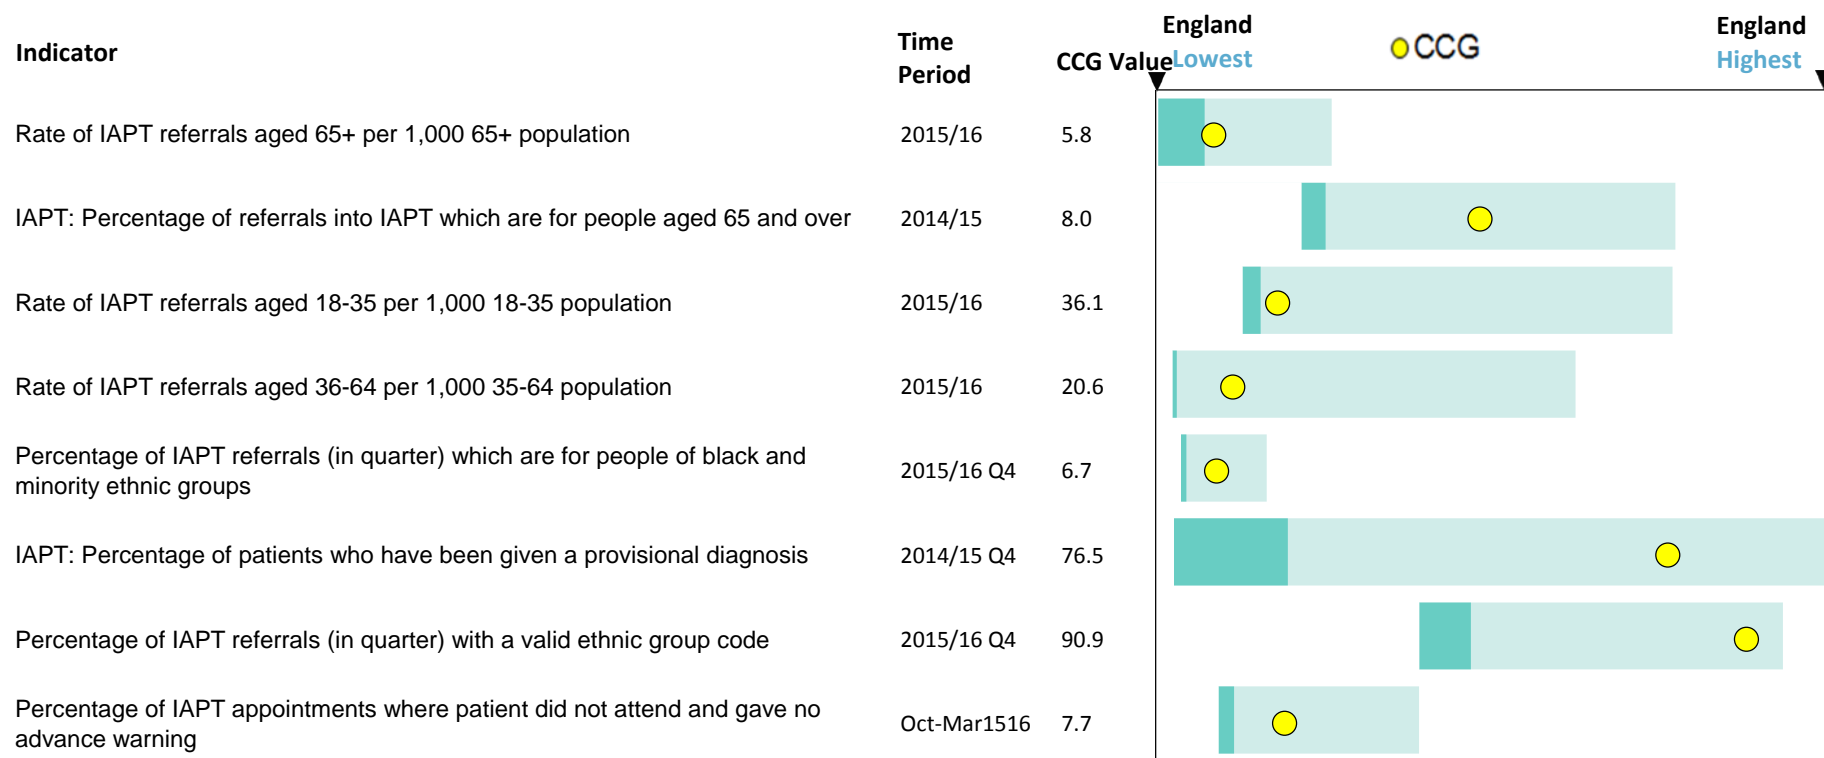 Indicator
Time
Period
CCG Value
England
Lowest
CCG
England
Highest
Rate of IAPT referrals aged 65+ per 1,000 65+ population 2015/16 5.8
IAPT: Percentage of referrals into IAPT which are for people aged 65 and over 2014/15 8.0
Rate of IAPT referrals aged 18-35 per 1,000 18-35 population 2015/16 36.1
Rate of IAPT referrals aged 36-64 per 1,000 35-64 population 2015/16 20.6
Percentage of IAPT referrals (in quarter) which are for people of black and
minority ethnic groups 2015/16 Q4 6.7
IAPT: Percentage of patients who have been given a provisional diagnosis 2014/15 Q4 76.5
Percentage of IAPT referrals (in quarter) with a valid ethnic group code 2015/16 Q4 90.9
Percentage of IAPT appointments where patient did not attend and gave no
advance warning Oct-Mar1516 7.7